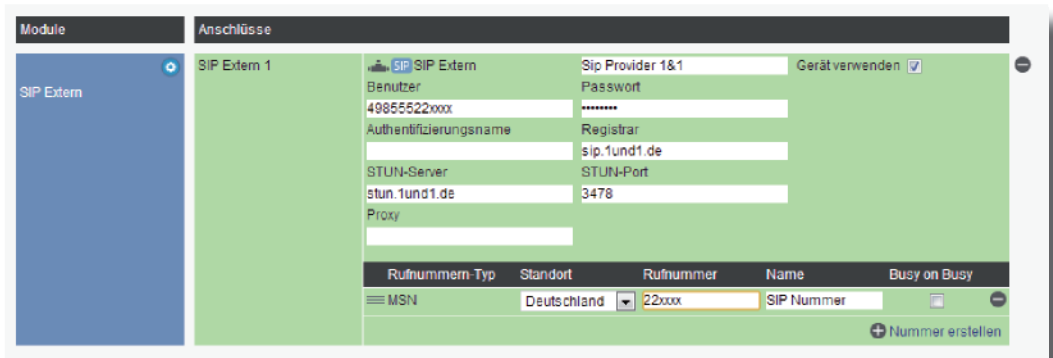 Module Anschlüsse
SIP Extern 1 SIP SIP Extern Sip Provider 1&1 Gerät verwenden
SIP Extern
Benutzer Passwort
49855522xxxx ••••••••
Authentifizierungsname Registrar
sip.1und1.de
STUN-Server STUN-Port
stun.1und1.de 3478
Proxy
Rufnummern-Typ Standort Rufnummer Name Busy on Busy
MSN Deutschland 22xxxx SIP Nummer
Nummer erstellen